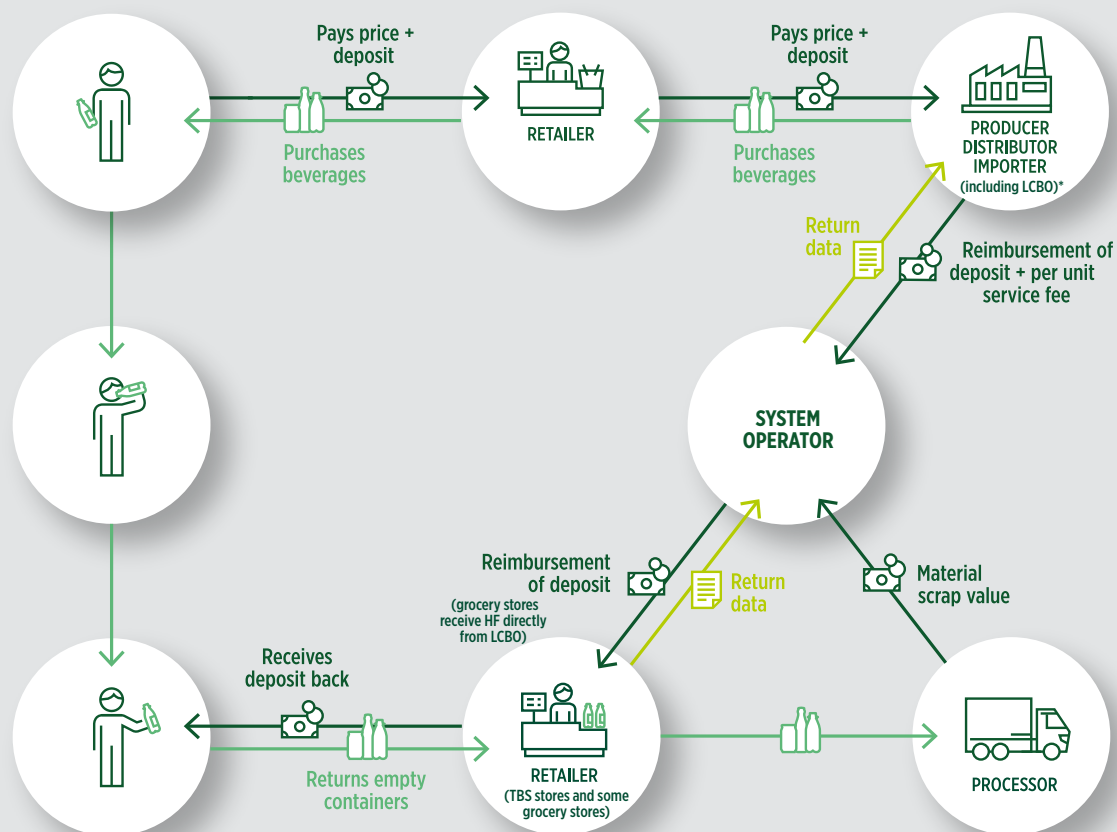 Pays price +
deposit
Purchases
beverages
RETAILER
Pays price +
deposit
Purchases
beverages
PRODUCER
DISTRIBUTOR
IMPORTER
(including LCBO)*
Return
data
Reimbursement of
deposit + per unit
service fee
SYSTEM
OPERATOR
Reimbursement
of deposit
(grocery stores
receive HF directly
from LCBO)
Return
data
Material
scrap value
Receives
deposit back
Returns empty
containers
RETAILER
(TBS stores and some
grocery stores)
PROCESSOR